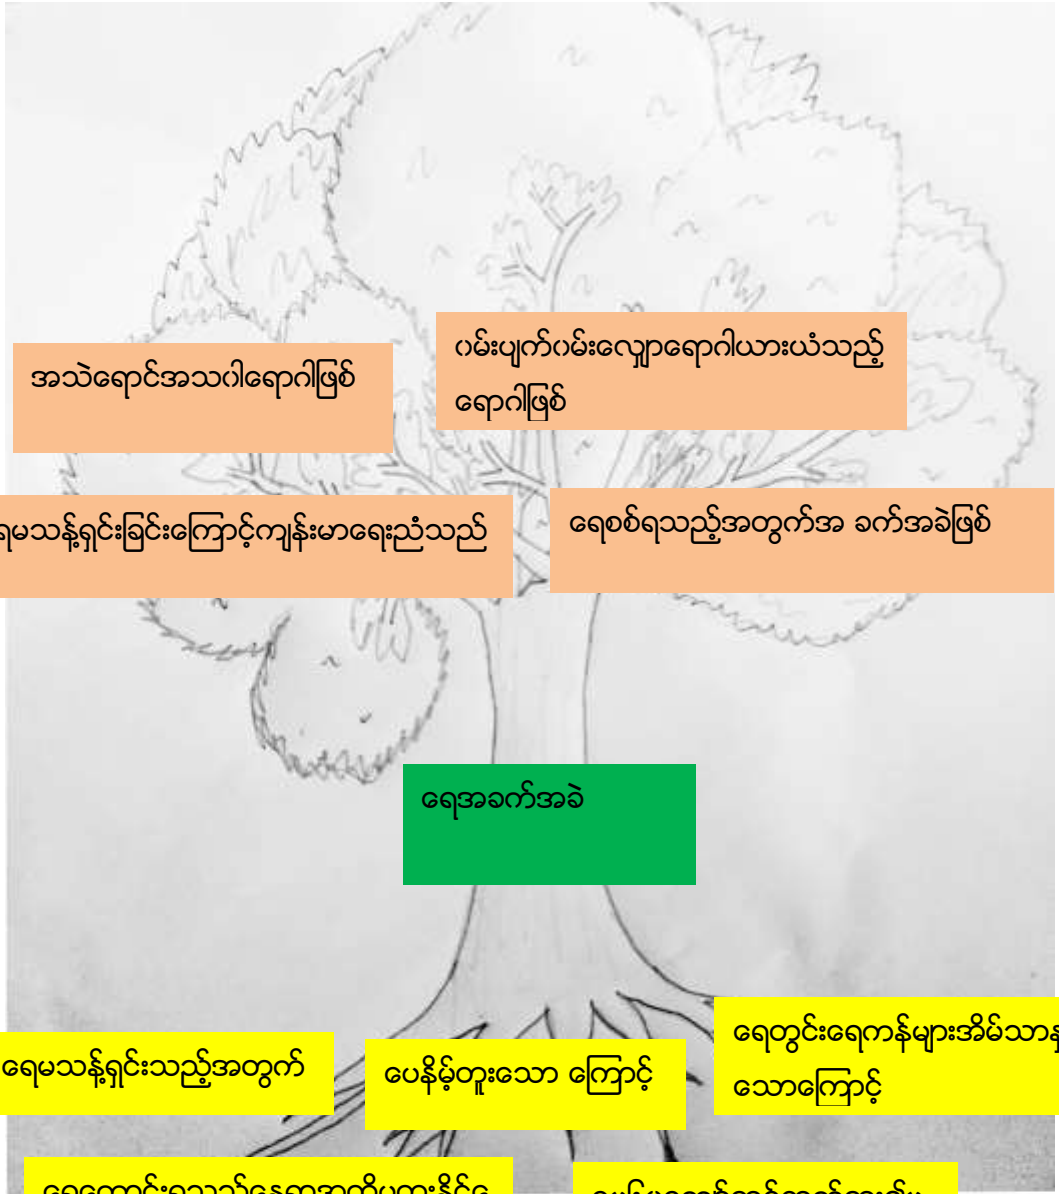 အသဲရောင်အသဝါရောဂါဖြစ်
ဝမ်းပျက်ဝမ်းလျှောရောဂါယားယံသည့်
ရောဂါဖြစ်
ရေမသန့်ရှင်းခြင်းကြောင့်ကျန်းမာရေးညံသည်
ရေစစ်ရသည့်အတွက်အ ခက်အခဲဖြစ်
ရေအခက်အခဲ
ရေမသန့်ရှင်းသည့်အတွက်
ပေနိမ့်တူးသော ကြောင့်
ရေတွင်းရေကန်များအိမ်သာန
သောကြောင့်